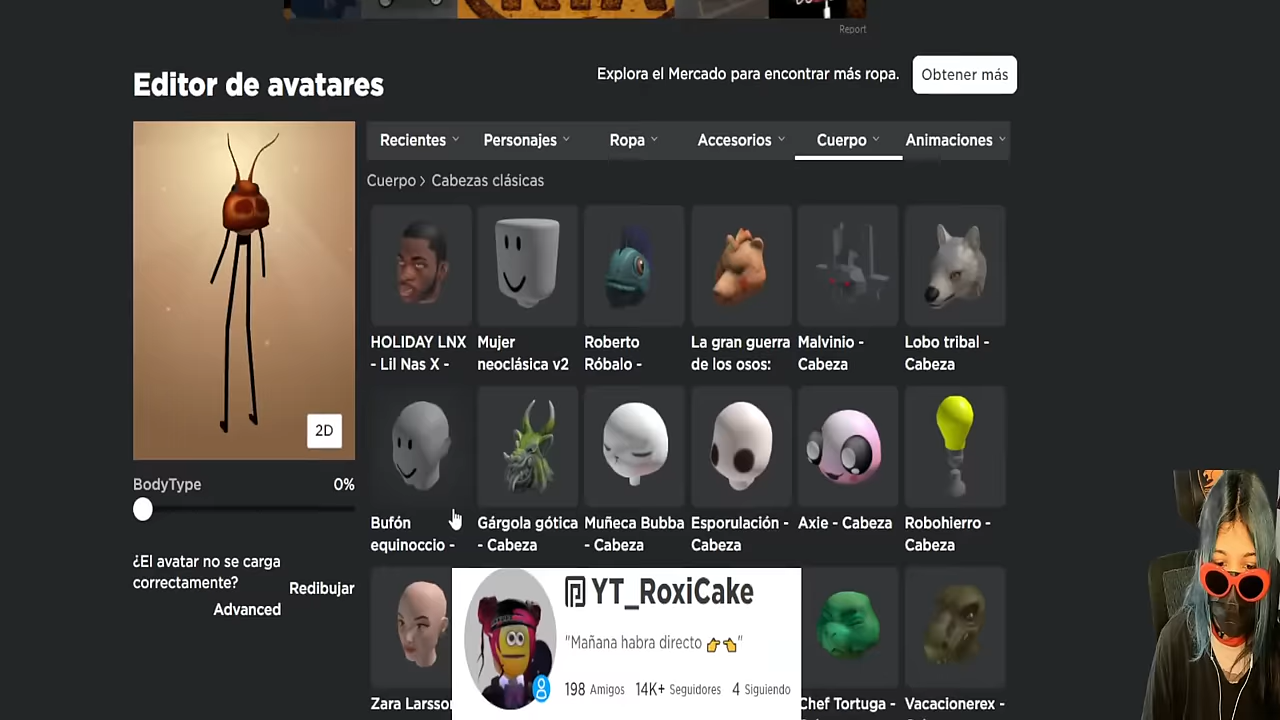 Report
Editor de avatares
Explora el Mercado para encontrar más ropa.
Obtener más
Recientes
Personajes
Ropa
Accesorios
Cuerpo
Animaciones
Cuerpo > Cabezas clásicas
HOLIDAY LNX
- Lil Nas X -
Mujer
neoclásica v2
Roberto
Róbalo -
La gran guerra
de los osos:
Malvinio -
Cabeza
Lobo tribal -
Cabeza
2D
BodyType
0%
Bufón
equinoccio -
Gárgola gótica
- Cabeza
Muñeca Bubba
- Cabeza
Esporulación -
Cabeza
Axie - Cabeza
Robohierro -
Cabeza
¿El avatar no se carga
correctamente?
Redibujar
Advanced
Zara Larsson
YT_RoxiCake
"Mañana habra directo 👉👈"
198 Amigos 14K+ Seguidores 4 Siguiendo
Chef Tortuga -
Vacacionerex -